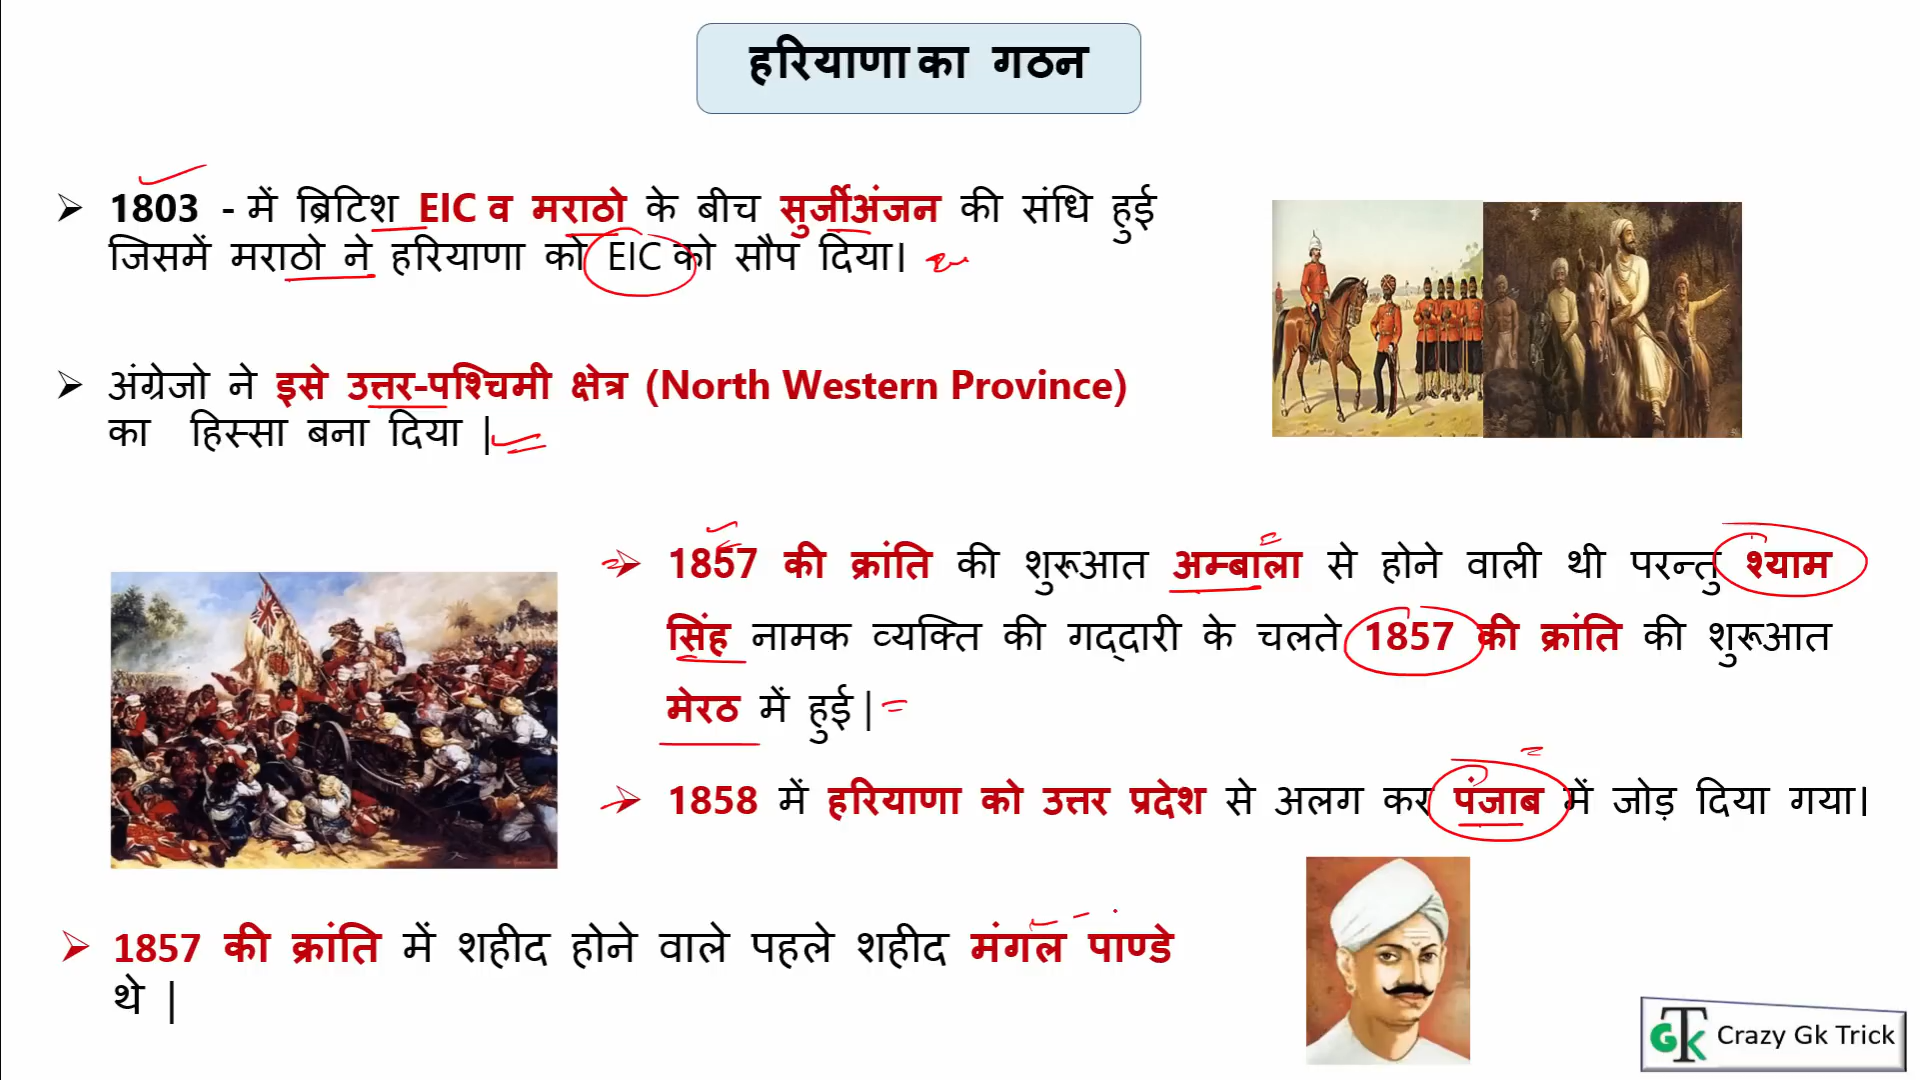 हरियाणा का गठन
➢ 1803 - में ब्रिटिश EIC व मराठो के बीच सुर्जीअंजन की संधि हुई
जिसमें मराठो ने हरियाणा को EIC को सौप दिया।
➢ अंग्रेजो ने इसे उत्तर-पश्चिमी क्षेत्र (North Western Province)
का हिस्सा बना दिया |
➢ 1857 की क्रांति की शुरूआत अम्बाला से होने वाली थी परन्तु श्याम
सिंह नामक व्यक्ति की गद्दारी के चलते 1857 की क्रांति की शुरूआत
मेरठ में हुई |
➢ 1858 में हरियाणा को उत्तर प्रदेश से अलग कर पंजाब में जोड़ दिया गया।
➢ 1857 की क्रांति में शहीद होने वाले पहले शहीद मंगल पाण्डे
थे |
GTK Crazy Gk Trick